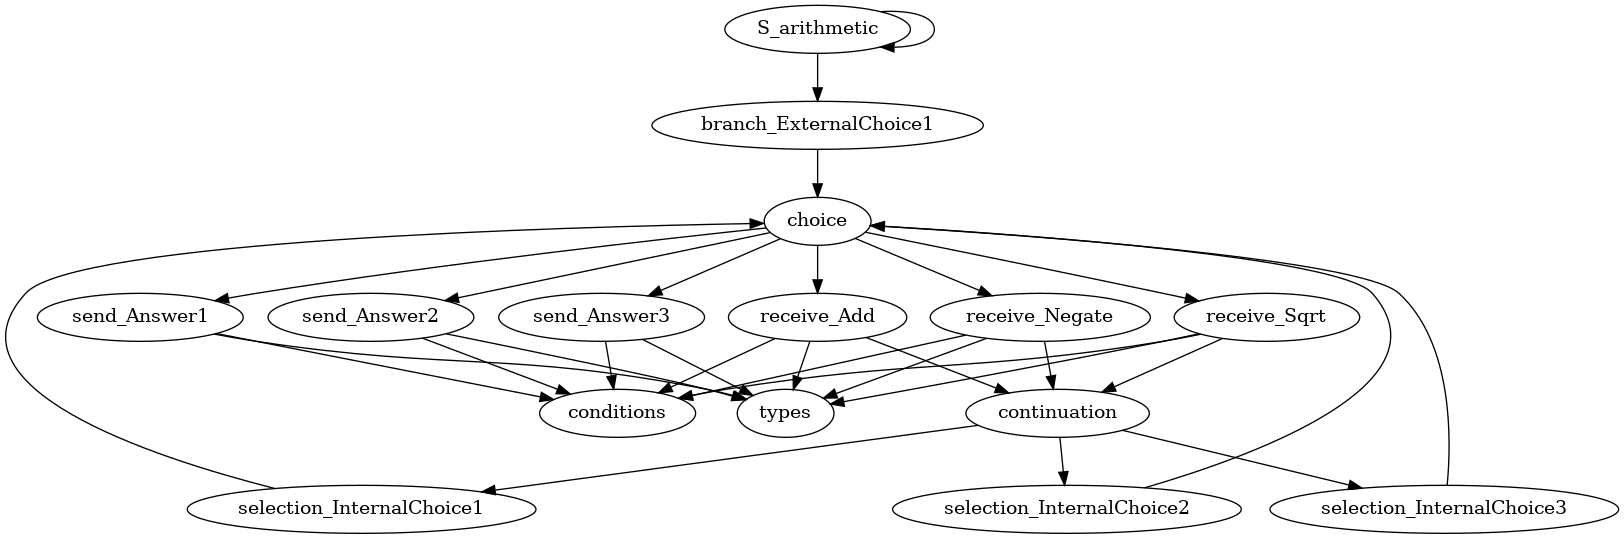 S_arithmetic
branch_ExternalChoice1
choice
send_Answer1
send_Answer2
send_Answer3
receive_Add
receive_Negate
receive_Sqrt
conditions
types
continuation
selection_InternalChoice1
selection_InternalChoice2
selection_InternalChoice3